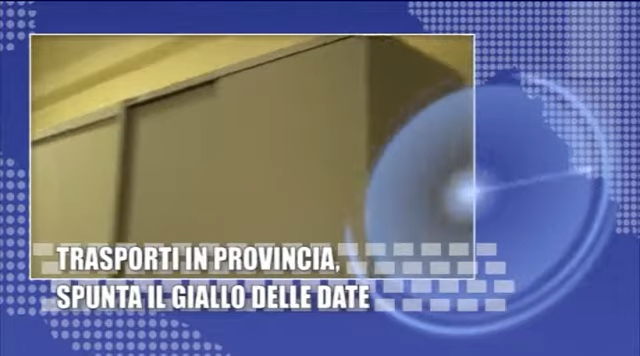 TRASPORTI IN PROVINCIA,
SPUNTA IL GIALLO DELLE DATE